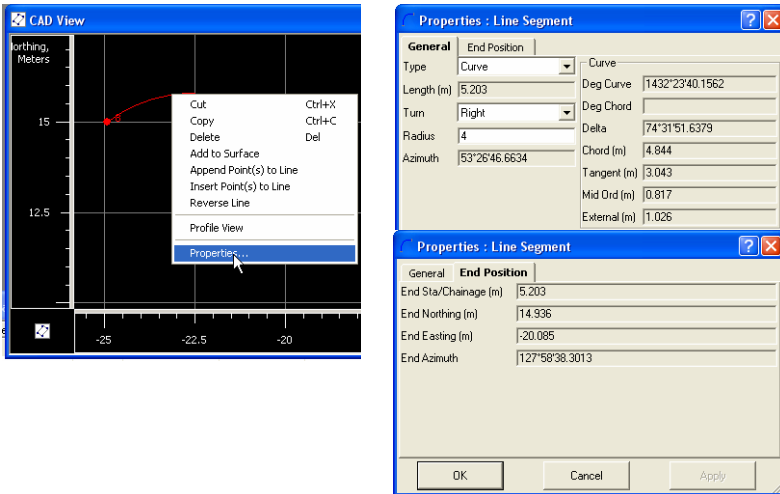 CAD View
orthing,
Meters
15
12.5
-25
-22.5
-20
6
Cut Ctrl+X
Copy Ctrl+C
Delete Del
Add to Surface
Append Point(s) to Line
Insert Point(s) to Line
Reverse Line
Profile View
Properties...
Properties : Line Segment
General End Position
Type Curve
Length (m) 5.203
Turn Right
Radius 4
Azimuth 53°26'46.6634
Curve
Deg Curve 1432°23'40.1562
Deg Chord
Delta 74°31'51.6379
Chord (m) 4.844
Tangent (m) 3.043
Mid Ord (m) 0.817
External (m) 1.026
Properties : Line Segment
General End Position
End Sta/Chainage (m) 5.203
End Northing (m) 14.936
End Easting (m) -20.085
End Azimuth 127°58'38.3013
OK Cancel Apply